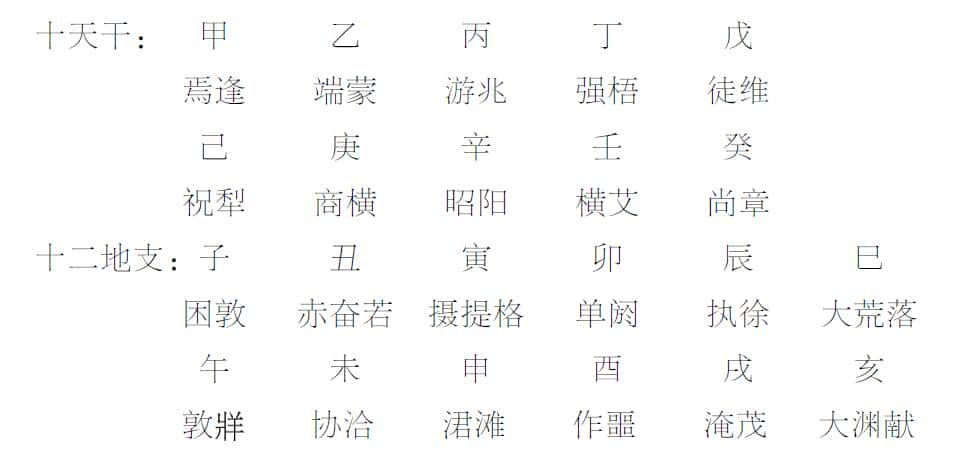 十天干： 甲 乙 丙 丁 戊
焉逢 端蒙 游兆 强梧 徒维
己 庚 辛 壬 癸
祝犁 商横 昭阳 横艾 尚章
十二地支：子 丑 寅 卯 辰 巳
困敦 赤奋若 摄提格 单阏 执徐 大荒落
午 未 申 酉 戌 亥
敦牂 协洽 涒滩 作噩 淹茂 大渊献